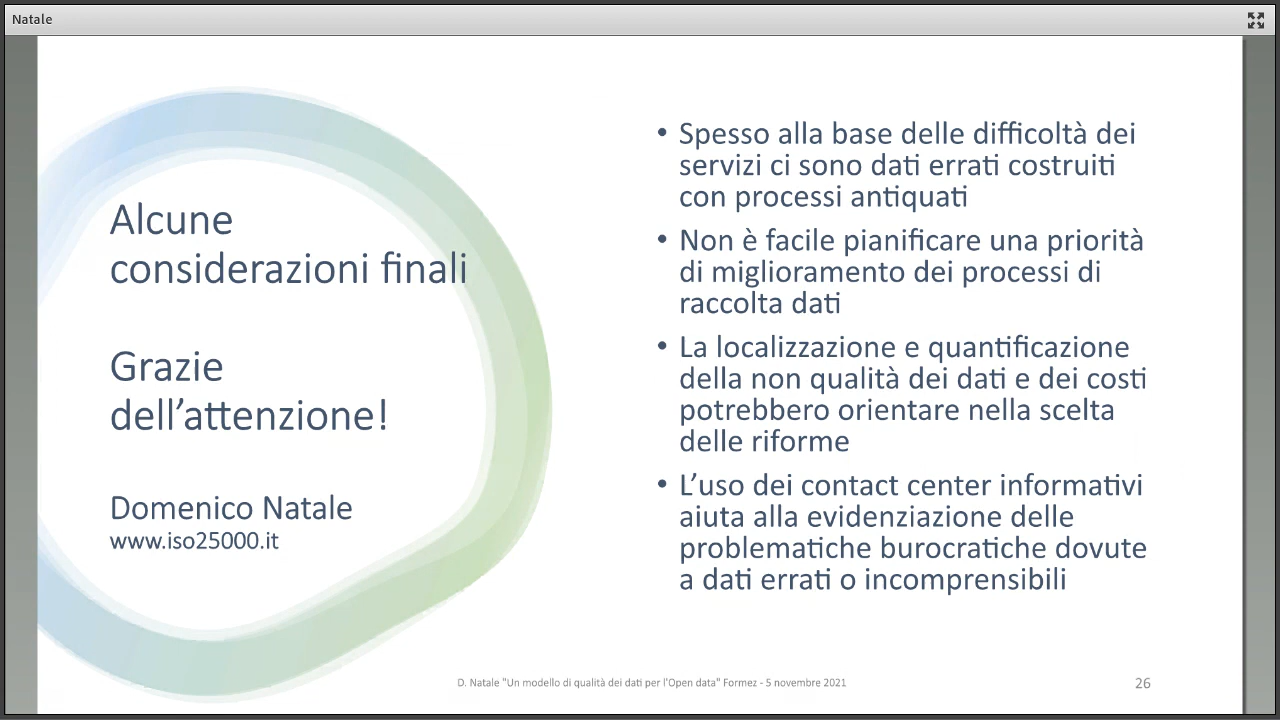 Natale
Alcune
considerazioni finali
Grazie
dell'attenzione!
Domenico Natale
www.iso25000.it
• Spesso alla base delle difficoltà dei
servizi ci sono dati errati costruiti
con processi antiquati
• Non è facile pianificare una priorità
di miglioramento dei processi di
raccolta dati
• La localizzazione e quantificazione
della non qualità dei dati e dei costi
potrebbero orientare nella scelta
delle riforme
• L'uso dei contact center informativi
aiuta alla evidenziazione delle
problematiche burocratiche dovute
a dati errati o incomprensibili
D. Natale "Un modello di qualità dei dati per l'Open data" Formez - 5 novembre 2021
26